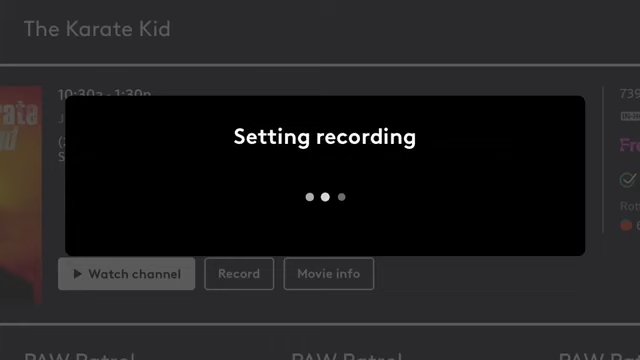 The Karate Kid
10:30a - 1:30p
739
Setting recording
Watch channel
Record
Movie info
PAW Patrol
PAW Patrol
PAW Patrol